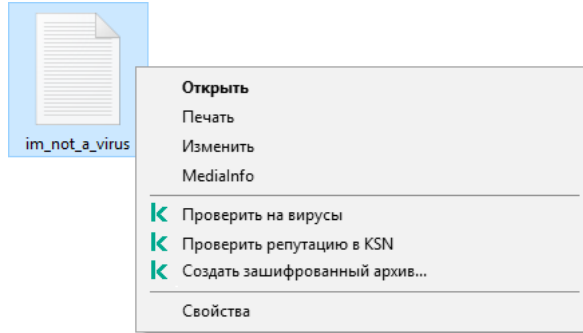 im_not_a_virus
Открыть
Печать
Изменить
MediaInfo
Проверить на вирусы
Проверить репутацию в KSN
Создать зашифрованный архив...
Свойства